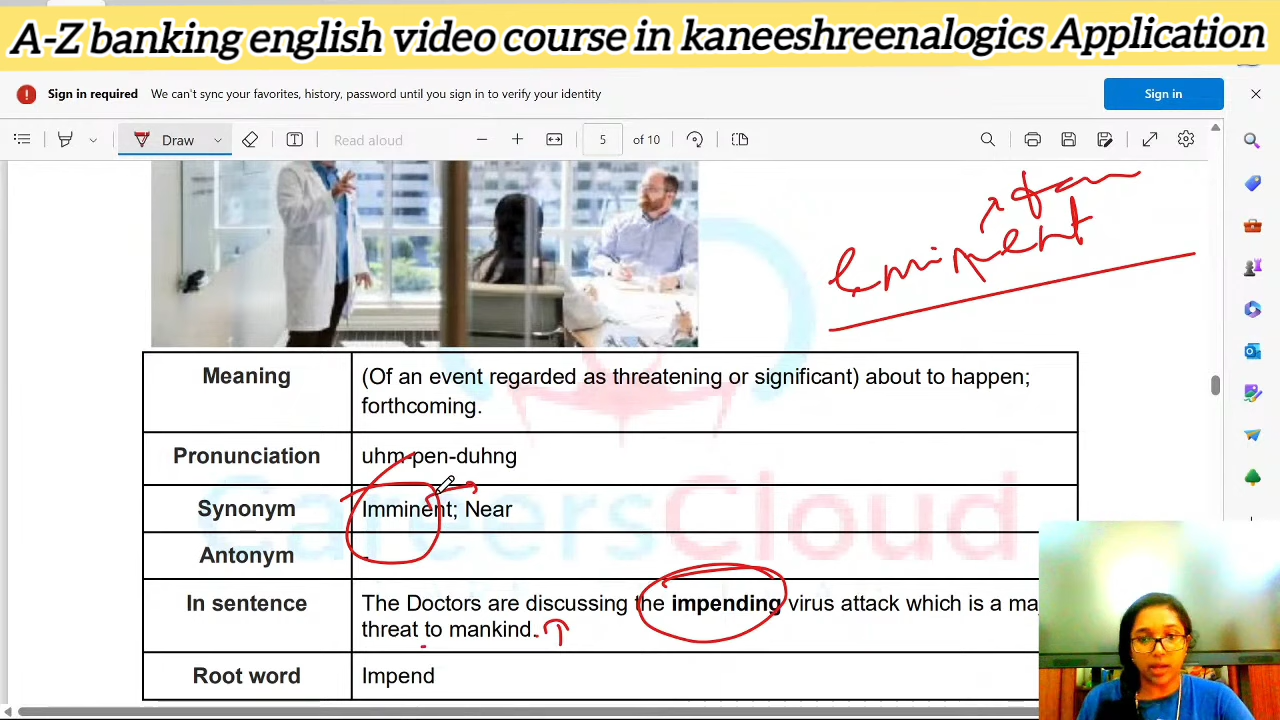 A-Z banking english video course in kaneeshreenalogics Application
Sign in required We can't sync your favorites, history, password until you sign in to verify your identity
Sign in
Draw
Read aloud
5 of 10
eminent
Meaning (Of an event regarded as threatening or significant) about to happen;
forthcoming.
Pronunciation uhm-pen-duhng
Synonym Imminent; Near
Antonym -
In sentence The Doctors are discussing the impending virus attack which is a
threat to mankind.
Root word Impend
CareersCloud